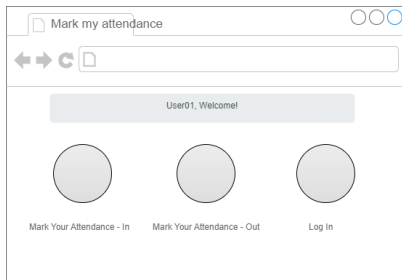 Mark my attendance
User01, Welcome!
Mark Your Attendance - In
Mark Your Attendance - Out
Log In